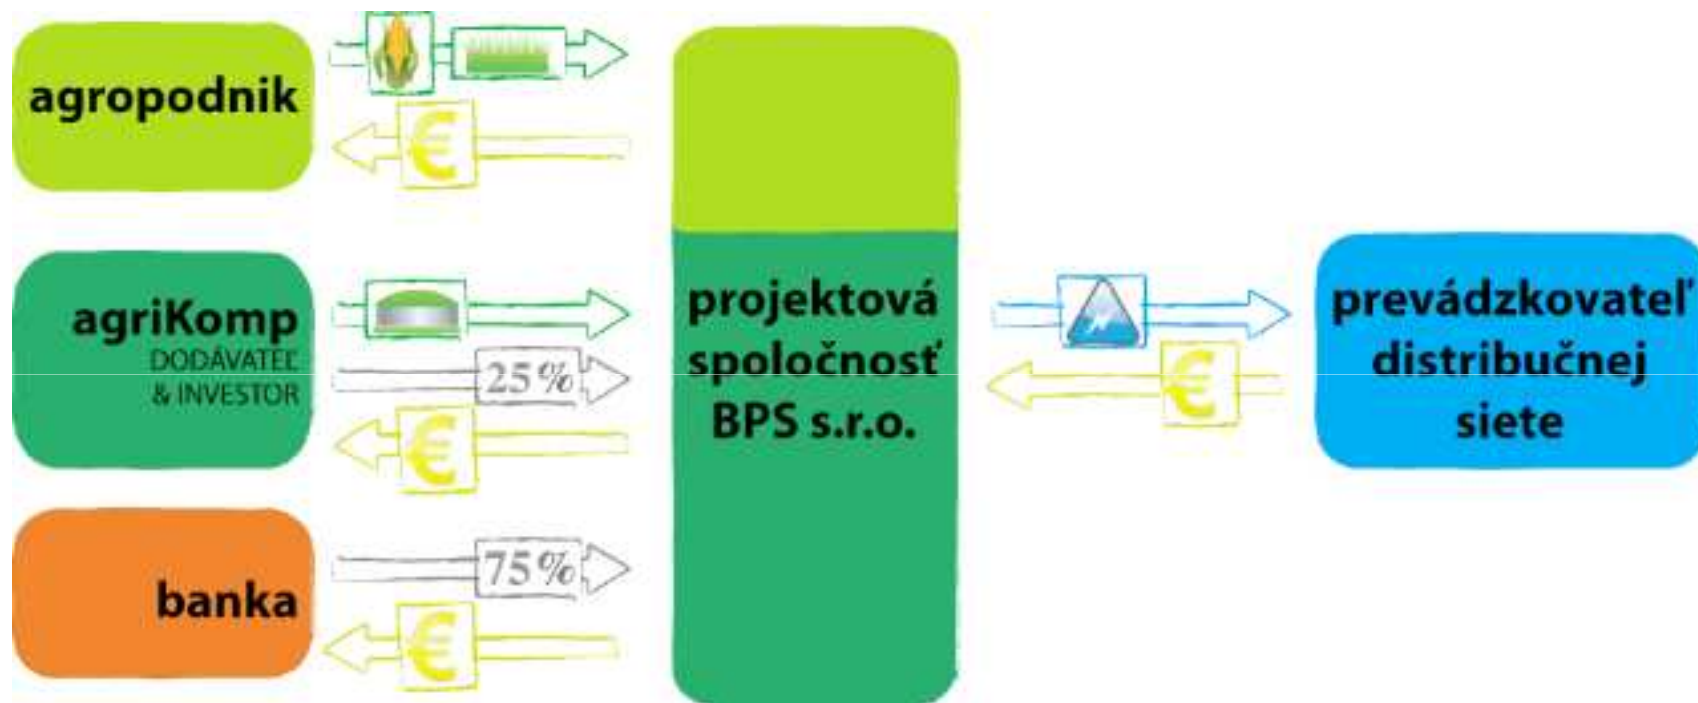 agropodnik
€
agriKomp
DODÁVATEĽ
& INVESTOR
25%
€
banka
75%
€
projektová
spoločnosť
BPS s.r.o.
€
prevádzkovateľ
distribučnej
siete